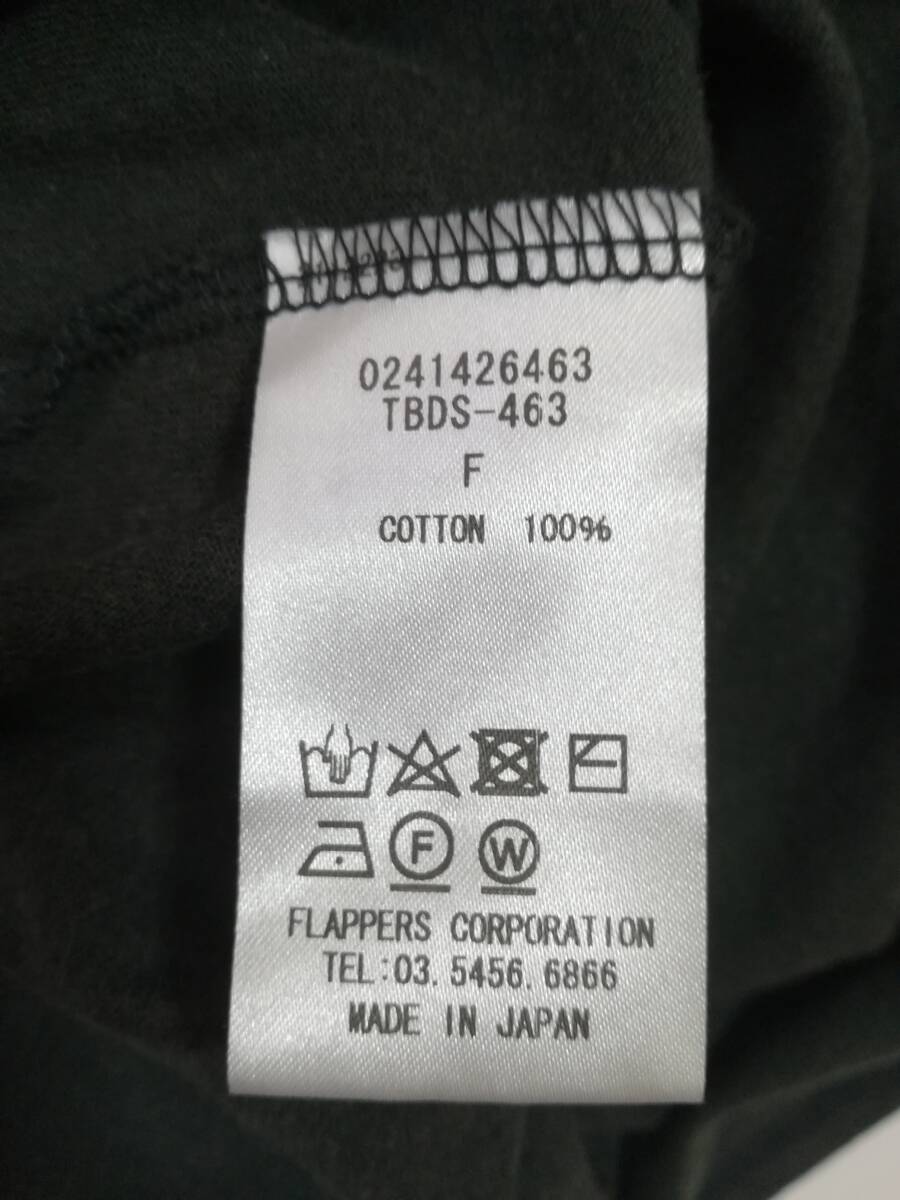 0241426463
TBDS-463
F
COTTON 100%
F W
FLAPPERS CORPORATION
TEL:03.5456.6866
MADE IN JAPAN